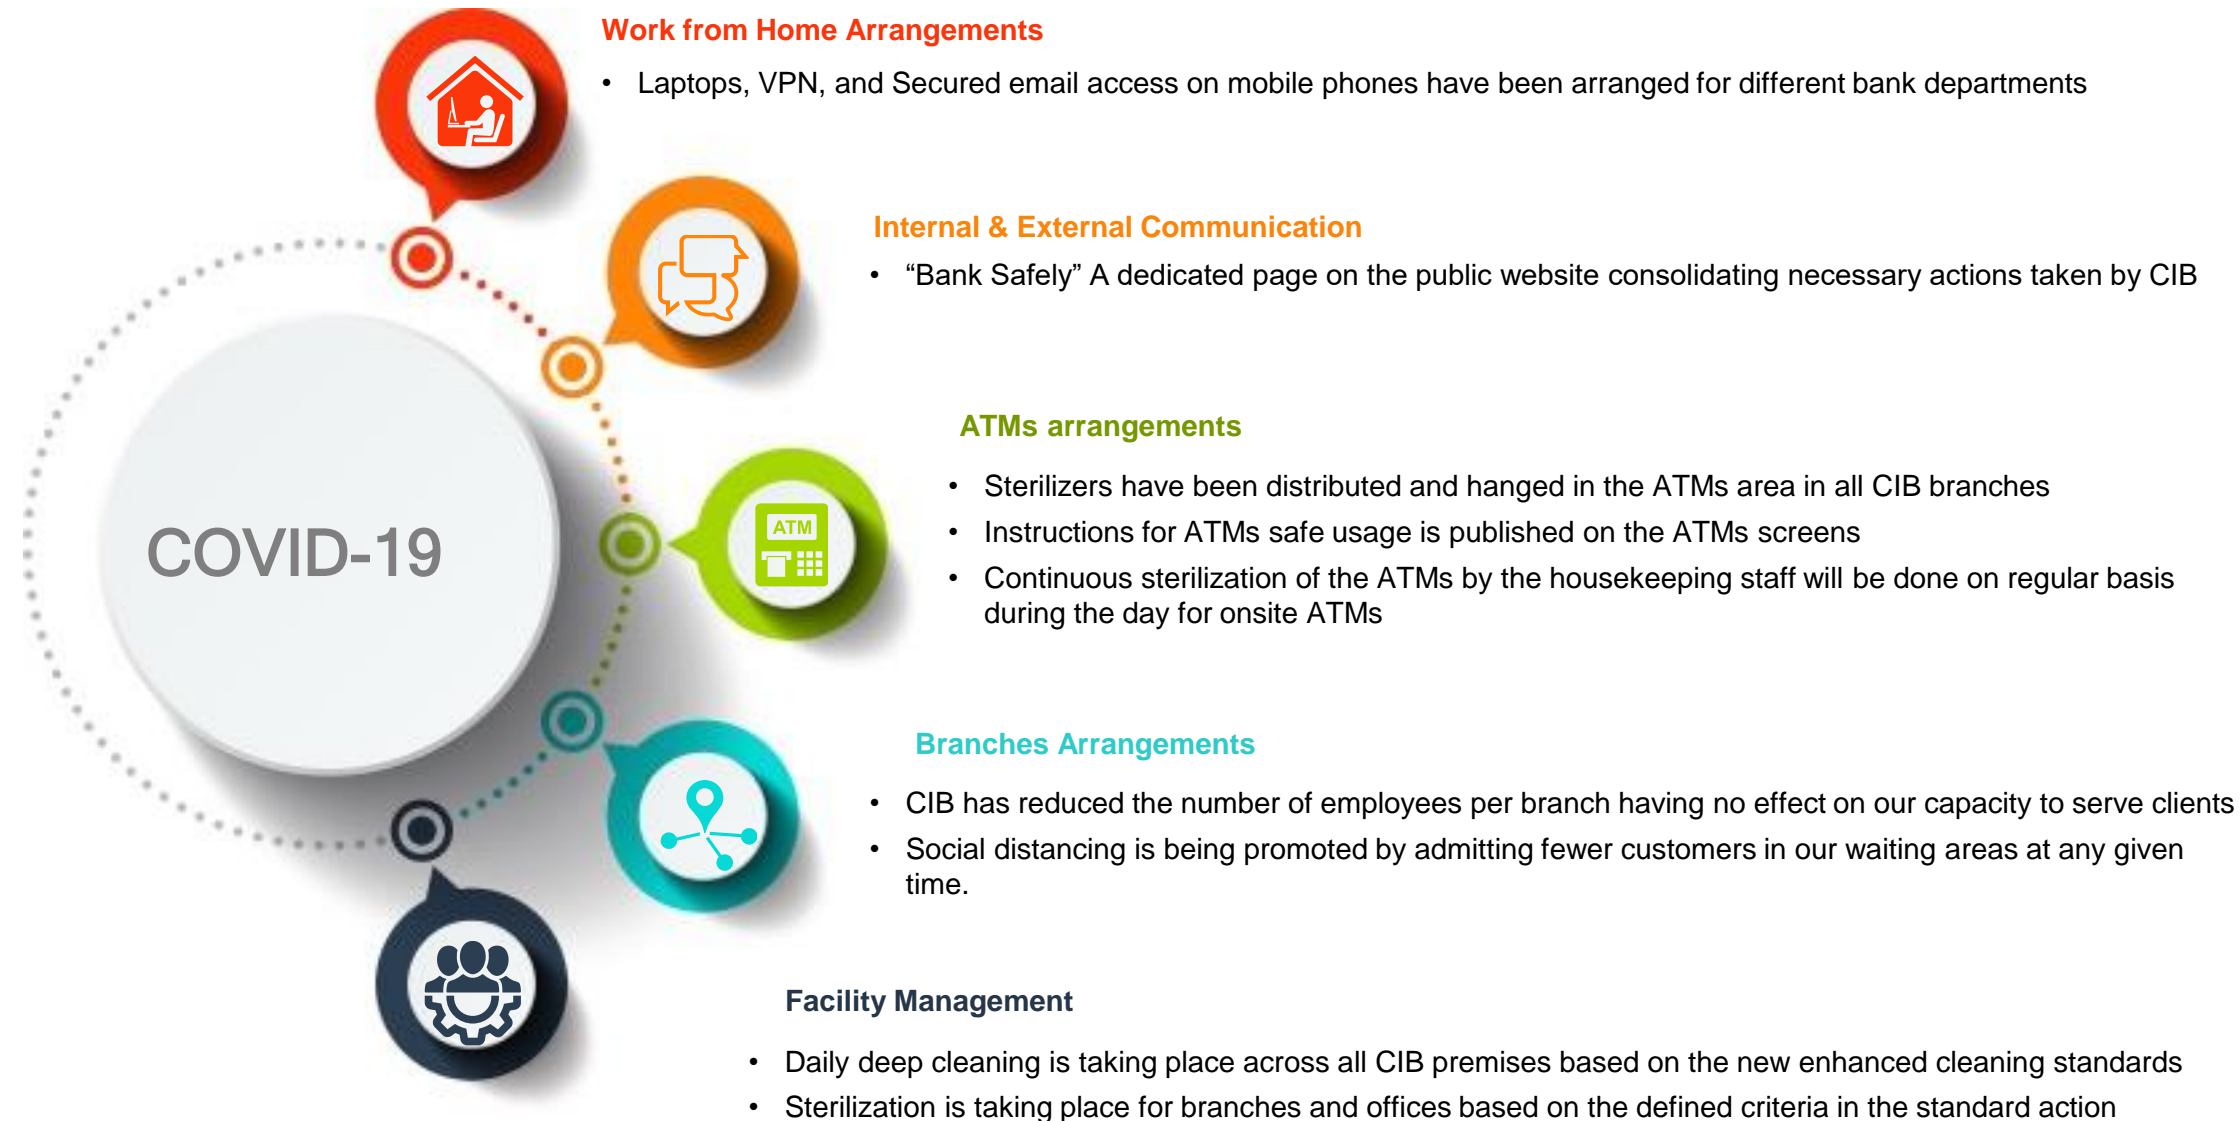 Work from Home Arrangements
• Laptops, VPN, and Secured email access on mobile phones have been arranged for different bank departments
Internal & External Communication
• “Bank Safely” A dedicated page on the public website consolidating necessary actions taken by CIB
ATMs arrangements
• Sterilizers have been distributed and hanged in the ATMs area in all CIB branches
• Instructions for ATMs safe usage is published on the ATMs screens
• Continuous sterilization of the ATMs by the housekeeping staff will be done on regular basis
during the day for onsite ATMs
ATM
COVID-19
Branches Arrangements
• CIB has reduced the number of employees per branch having no effect on our capacity to serve clients
• Social distancing is being promoted by admitting fewer customers in our waiting areas at any given
time.
Facility Management
• Daily deep cleaning is taking place across all CIB premises based on the new enhanced cleaning standards
• Sterilization is taking place for branches and offices based on the defined criteria in the standard action